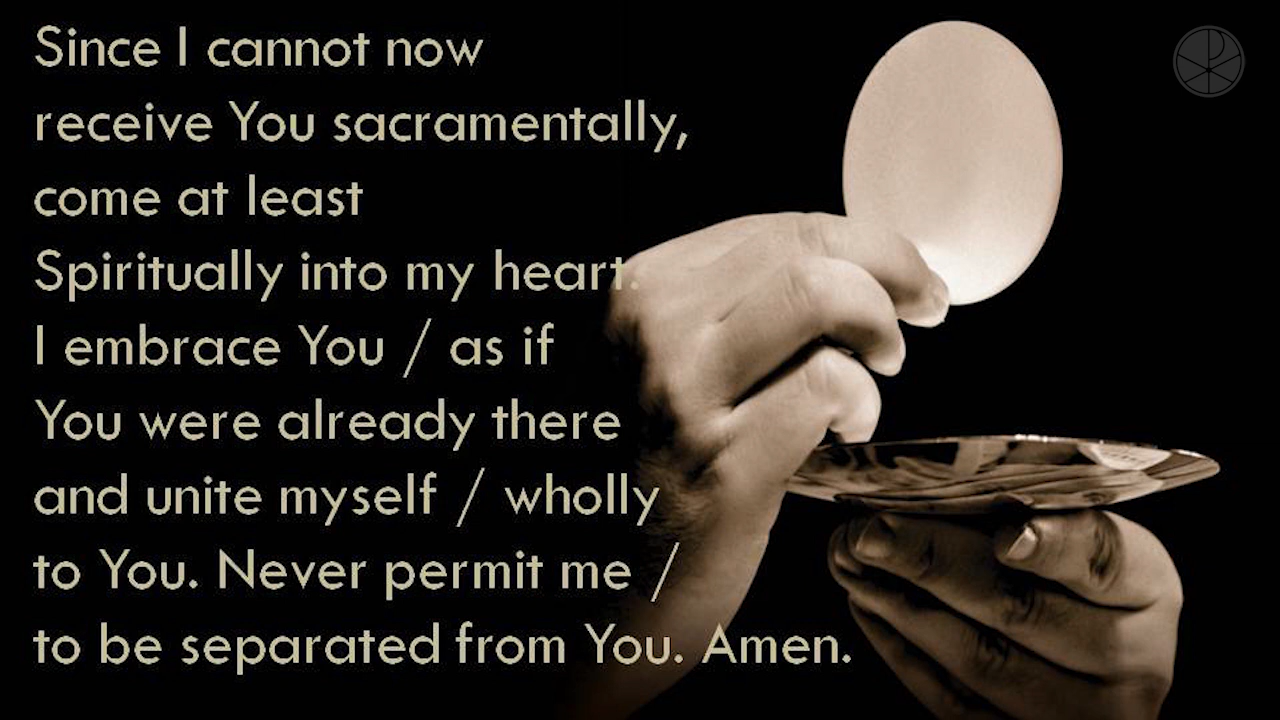 Since I cannot now
receive You sacramentally,
come at least
Spiritually into my heart.
I embrace You / as if
You were already there
and unite myself / wholly
to You. Never permit me /
to be separated from You. Amen.